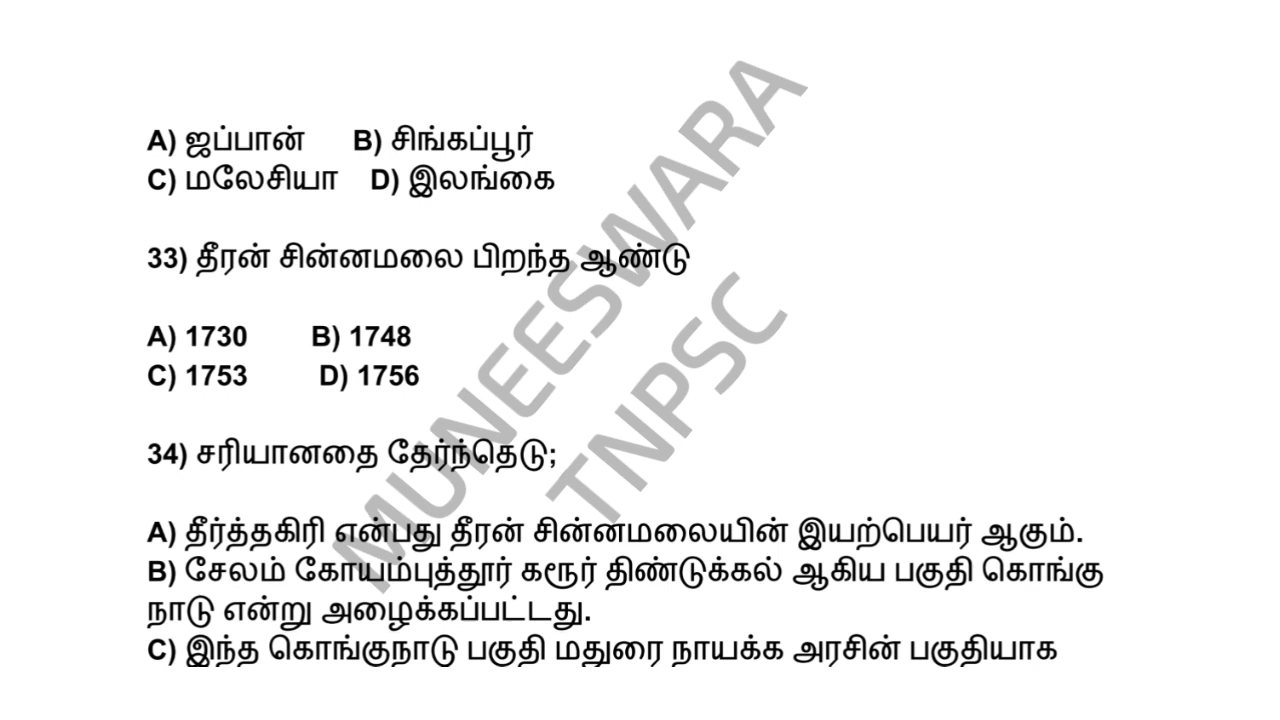 A) ஜப்பான் B) சிங்கப்பூர்
C) மலேசியா D) இலங்கை
33) தீரன் சின்னமலை பிறந்த ஆண்டு
A) 1730 B) 1748
C) 1753 D) 1756
34) சரியானதை தேர்ந்தெடு;
A) தீர்த்தகிரி என்பது தீரன் சின்னமலையின் இயற்பெயர் ஆகும்.
B) சேலம் கோயம்புத்தூர் கரூர் திண்டுக்கல் ஆகிய பகுதி கொங்கு
நாடு என்று அழைக்கப்பட்டது.
C) இந்த கொங்குநாடு பகுதி மதுரை நாயக்க அரசின் பகுதியாக
MUNEESWARA
TNPSC